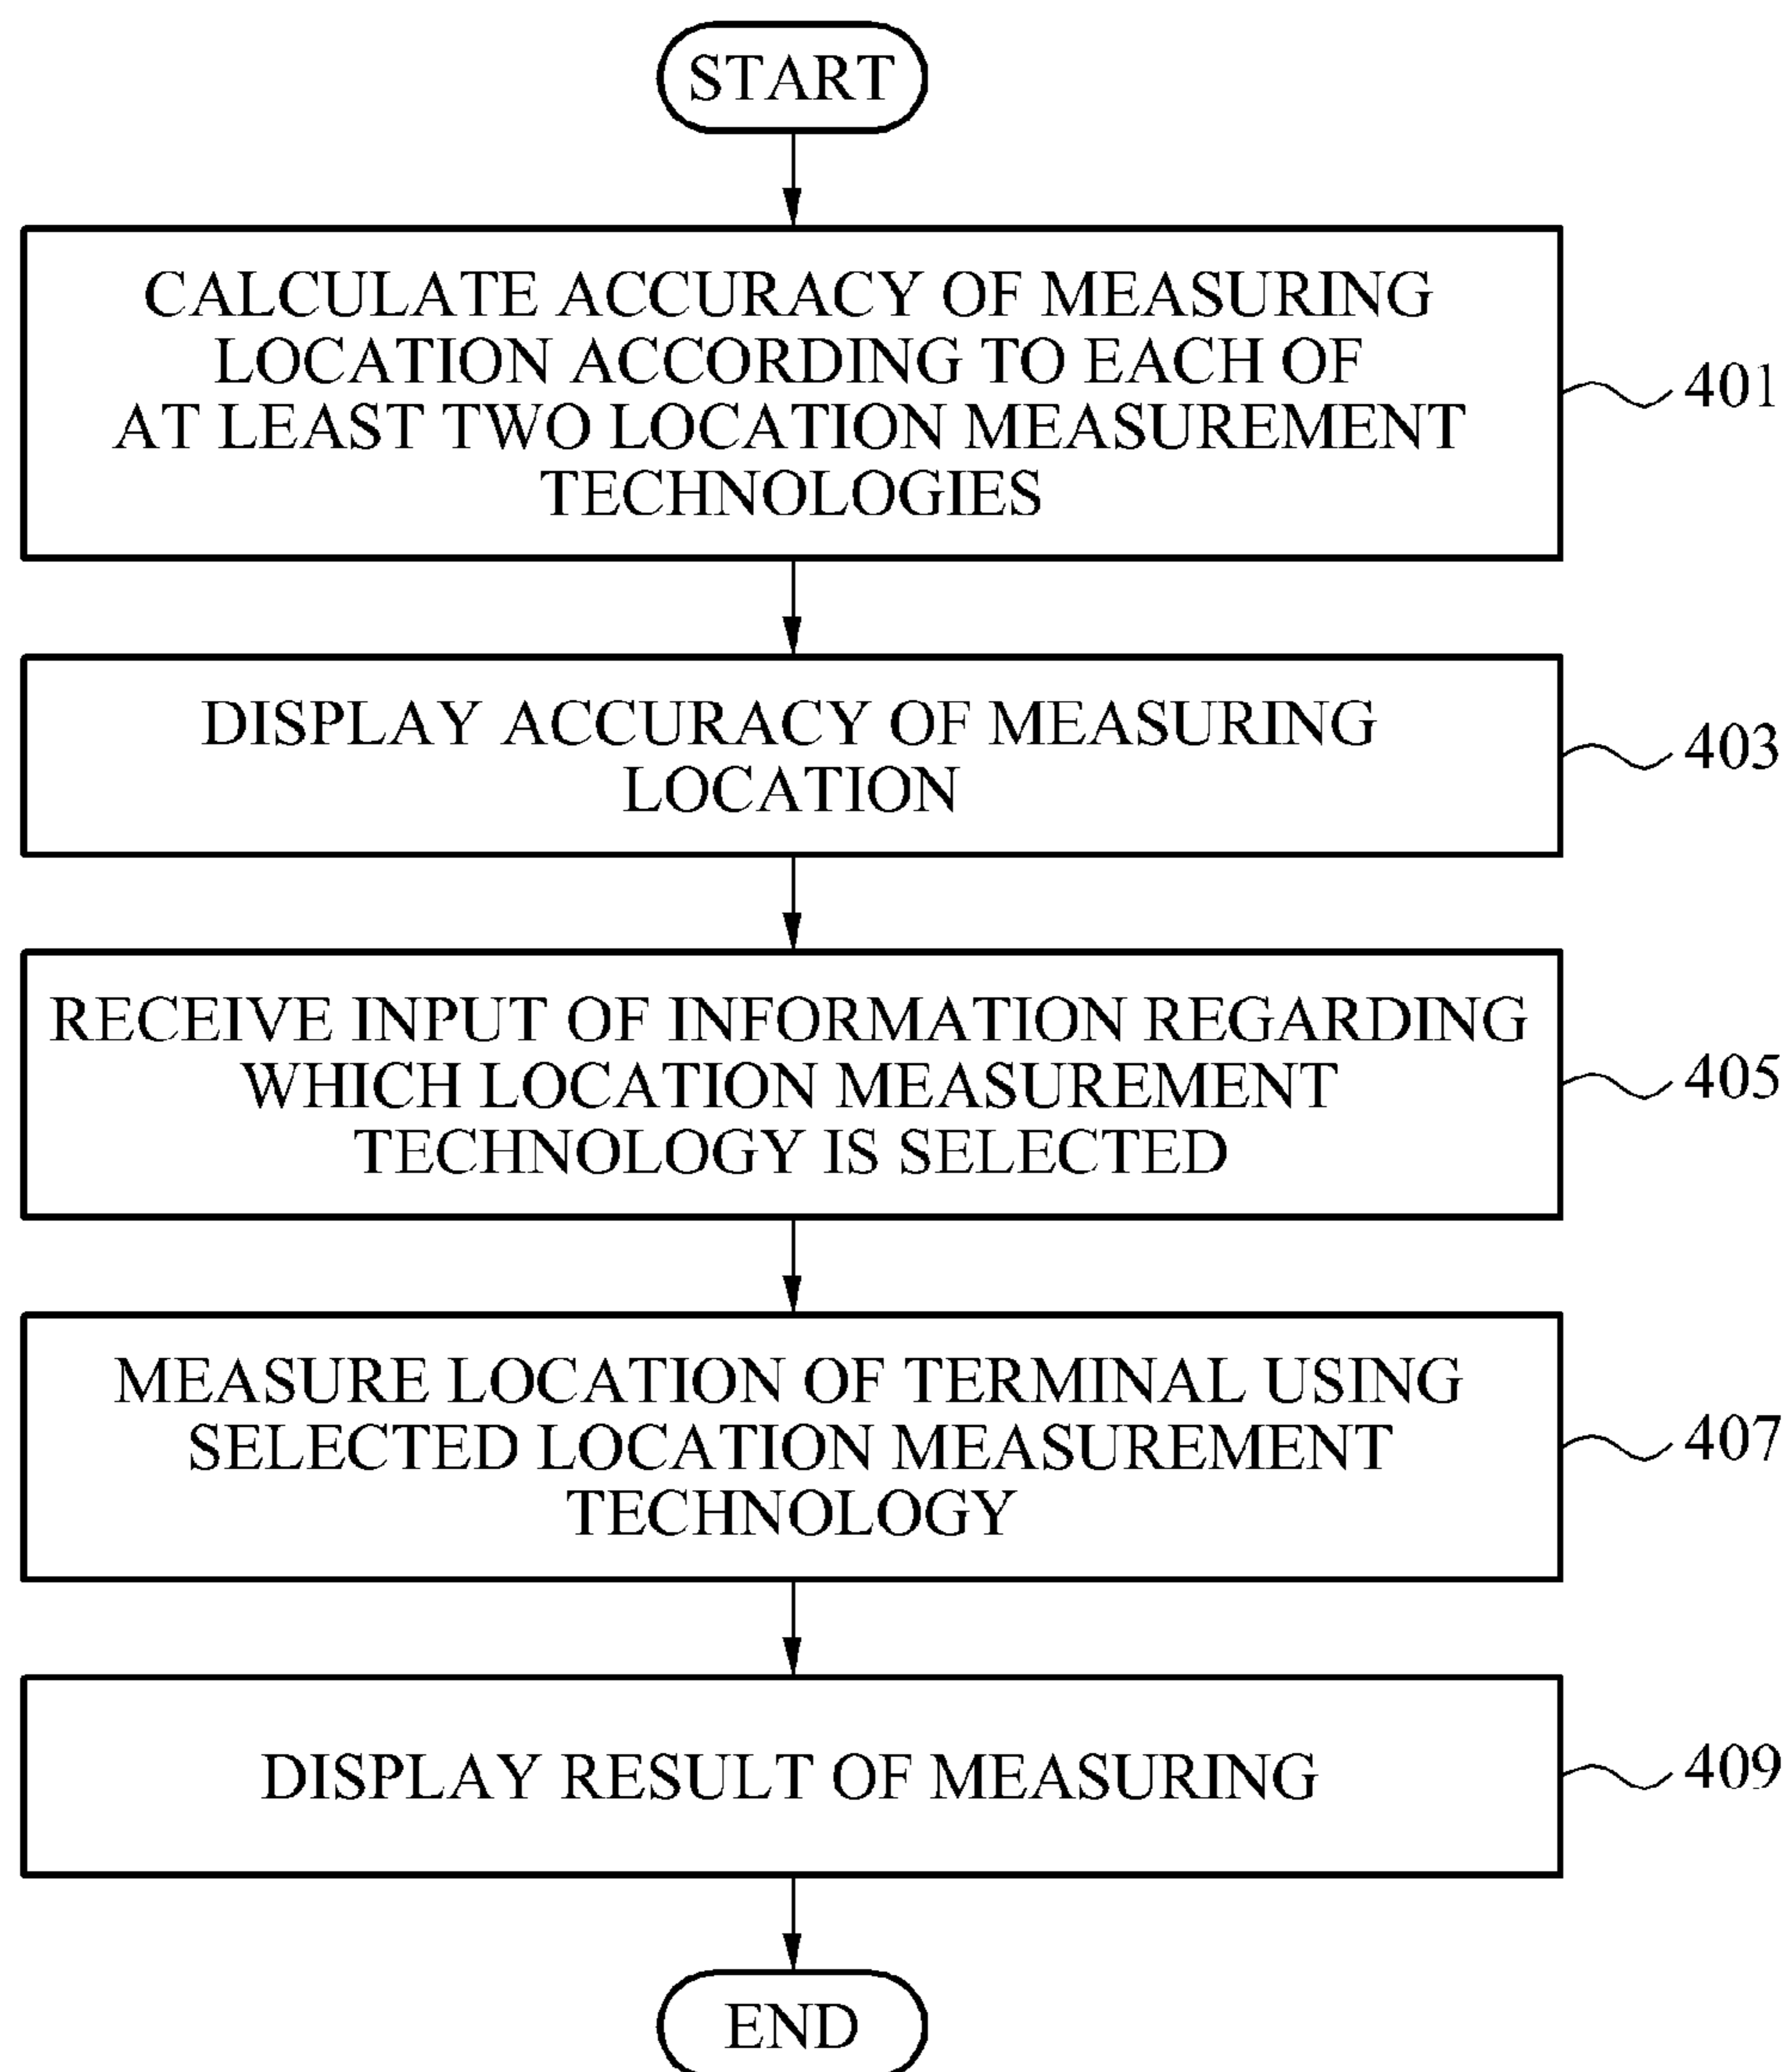 START
CALCULATE ACCURACY OF MEASURING
LOCATION ACCORDING TO EACH OF
AT LEAST TWO LOCATION MEASUREMENT
TECHNOLOGIES
401
DISPLAY ACCURACY OF MEASURING
LOCATION
403
RECEIVE INPUT OF INFORMATION REGARDING
WHICH LOCATION MEASUREMENT
TECHNOLOGY IS SELECTED
405
MEASURE LOCATION OF TERMINAL USING
SELECTED LOCATION MEASUREMENT
TECHNOLOGY
407
DISPLAY RESULT OF MEASURING
409
END